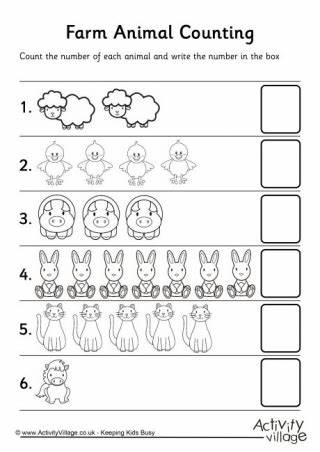 Farm Animal Counting
Count the number of each animal and write the number in the box
1.
2.
3.
4.
5.
6.
© www.ActivityVillage.co.uk - Keeping Kids Busy
Activity
village